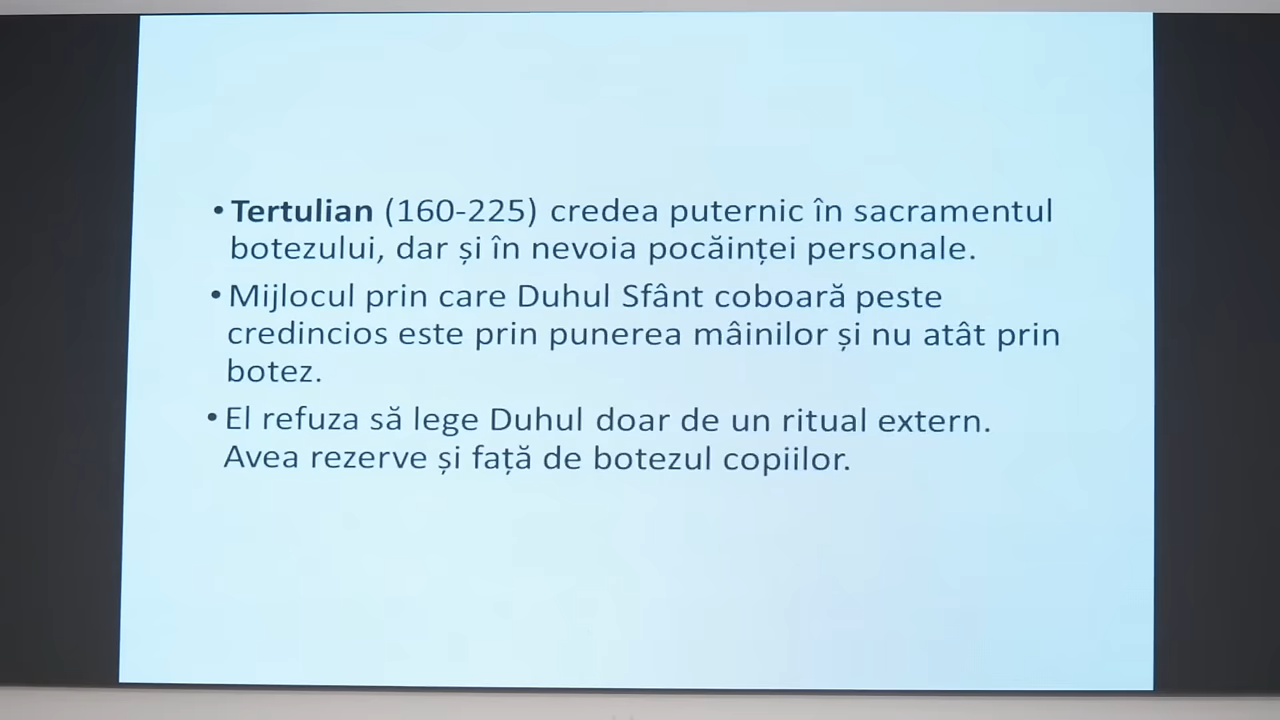 • Tertulian (160-225) credea puternic în sacramentul
botezului, dar și în nevoia pocăinței personale.
• Mijlocul prin care Duhul Sfânt coboară peste
credincios este prin punerea mâinilor și nu atât prin
botez.
• El refuza să lege Duhul doar de un ritual extern.
Avea rezerve și față de botezul copiilor.